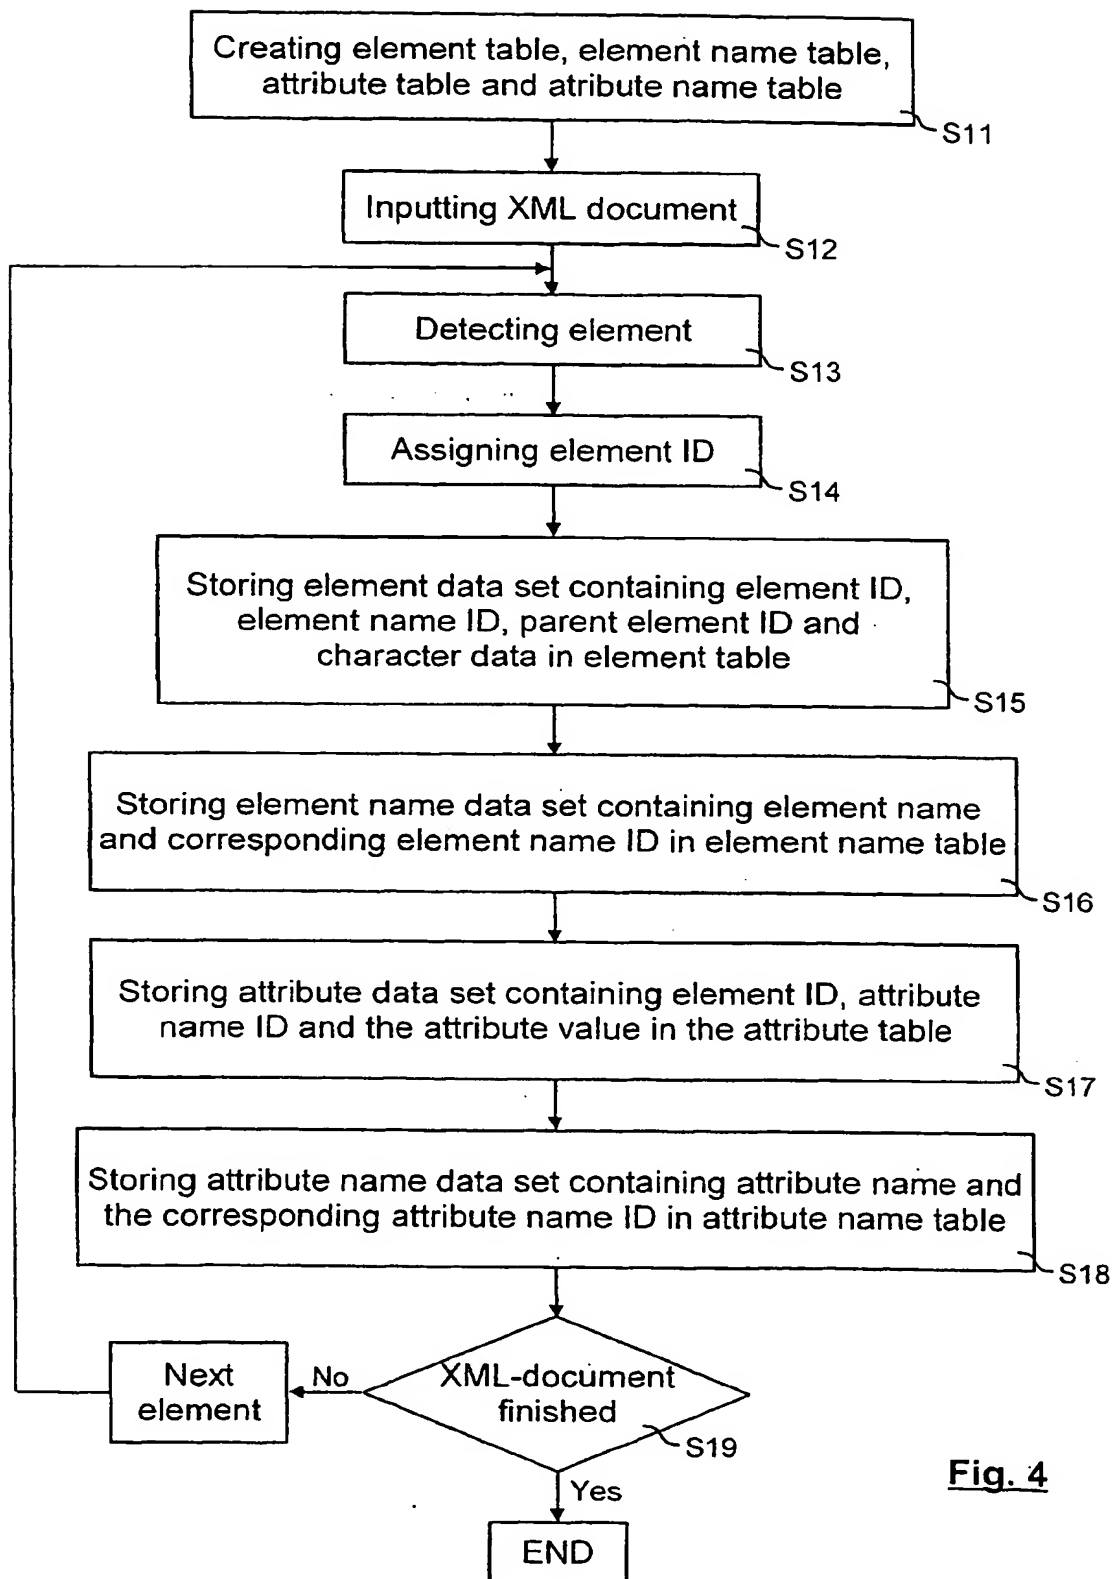 Creating element table, element name table,
attribute table and atribute name table
S11
Inputting XML document
S12
Detecting element
S13
Assigning element ID
S14
Storing element data set containing element ID,
element name ID, parent element ID and
character data in element table
S15
Storing element name data set containing element name
and corresponding element name ID in element name table
S16
Storing attribute data set containing element ID, attribute
name ID and the attribute value in the attribute table
S17
Storing attribute name data set containing attribute name and
the corresponding attribute name ID in attribute name table
S18
Next
element
No
XML-document
finished
S19
Yes
END
Fig. 4